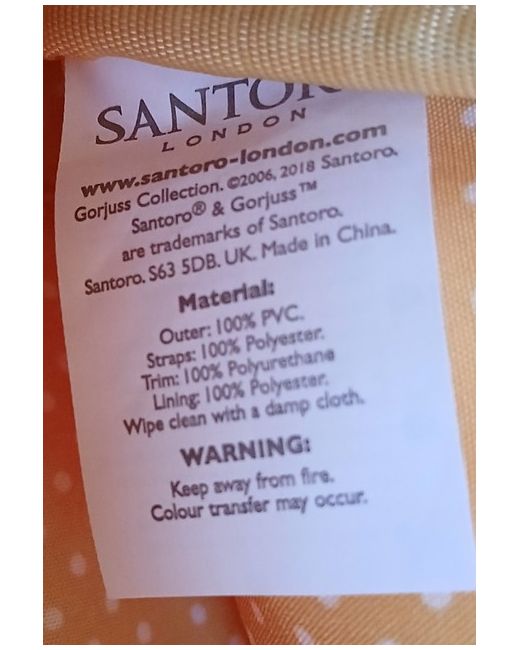 SANTORO
LONDON
www.santoro-london.com
Gorjuss Collection. ©2006, 2018 Santoro.
Santoro® & Gorjuss™
are trademarks of Santoro.
Santoro. S63 5DB. UK. Made in China.
Material:
Outer: 100% PVC.
Straps: 100% Polyester.
Trim: 100% Polyurethane
Lining: 100% Polyester.
Wipe clean with a damp cloth.
WARNING:
Keep away from fire.
Colour transfer may occur.